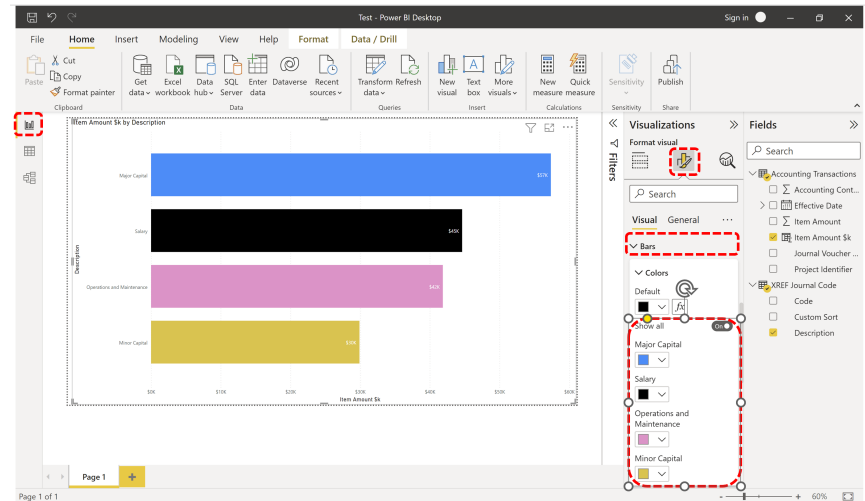 Test - Power BI Desktop
Sign in
File Home Insert Modeling View Help Format Data / Drill
Paste
Cut
Copy
Format painter
Get data
Excel workbook
Data hub
SQL Server
Enter data
Dataverse
Recent sources
Transform data
Refresh
New visual
Text box
More visuals
New measure
Quick measure
Sensitivity
Publish
Clipboard Data Queries Insert Calculations Sensitivity Share
Item Amount $k by Description
Description
Major Capital $57K
Salary $45K
Operations and Maintenance $42K
Minor Capital $30K
$0K $10K $20K $30K $40K $50K $60K
Item Amount $k
Filters
Visualizations
Format visual
Search
Visual General
Bars
Colors
Default
fx
Show all On
Major Capital
Salary
Operations and
Maintenance
Minor Capital
Fields
Search
Accounting Transactions
Accounting Cont...
Effective Date
Item Amount
Item Amount $k
Journal Voucher ...
Project Identifier
XREF Journal Code
Code
Custom Sort
Description
Page 1
Page 1 of 1
60%